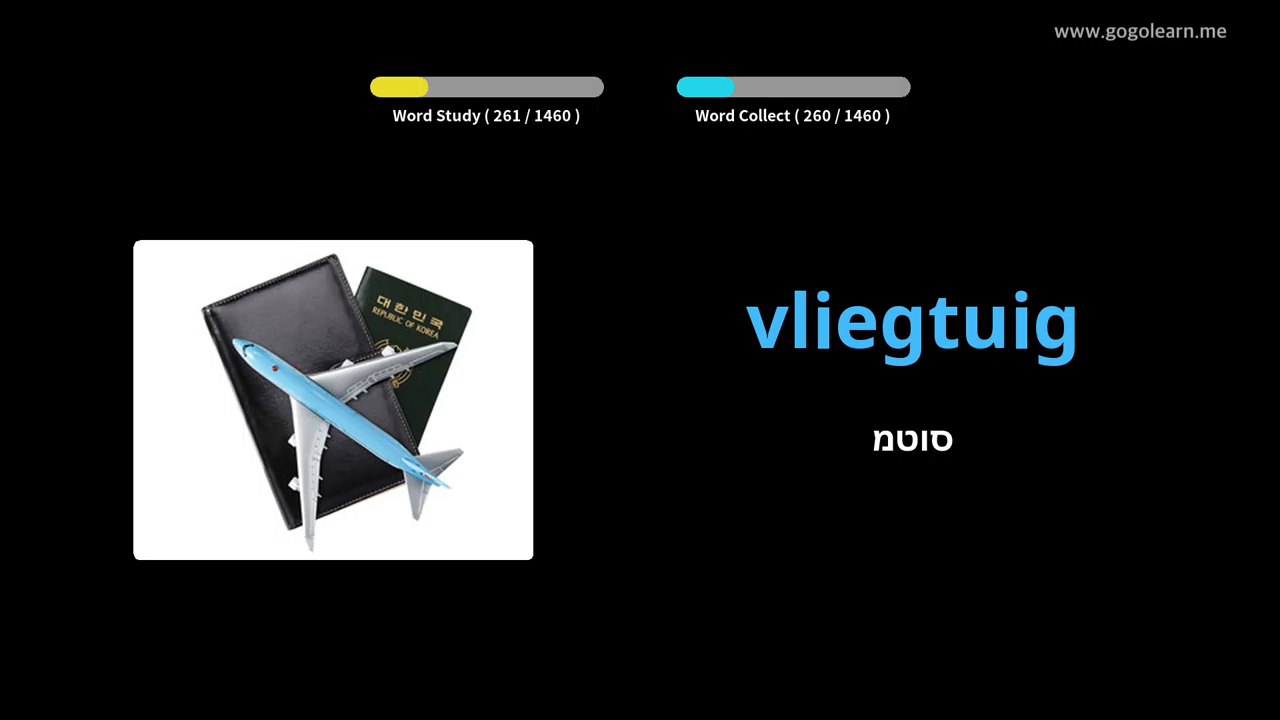 www.gogolearn.me
Word Study ( 261 / 1460 )
Word Collect ( 260 / 1460 )
대한민국
REPUBLIC OF KOREA
vliegtuig
סוטמ